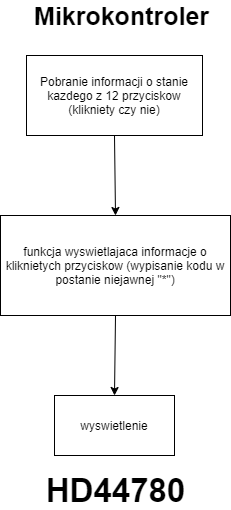 Mikrokontroler
Pobranie informacji o stanie
kazdego z 12 przyciskow
(klikniety czy nie)
funkcja wyswietlajaca informacje o
kliknietych przyciskow (wypisanie kodu w
postanie niejawnej "*")
wyswietlenie
HD44780